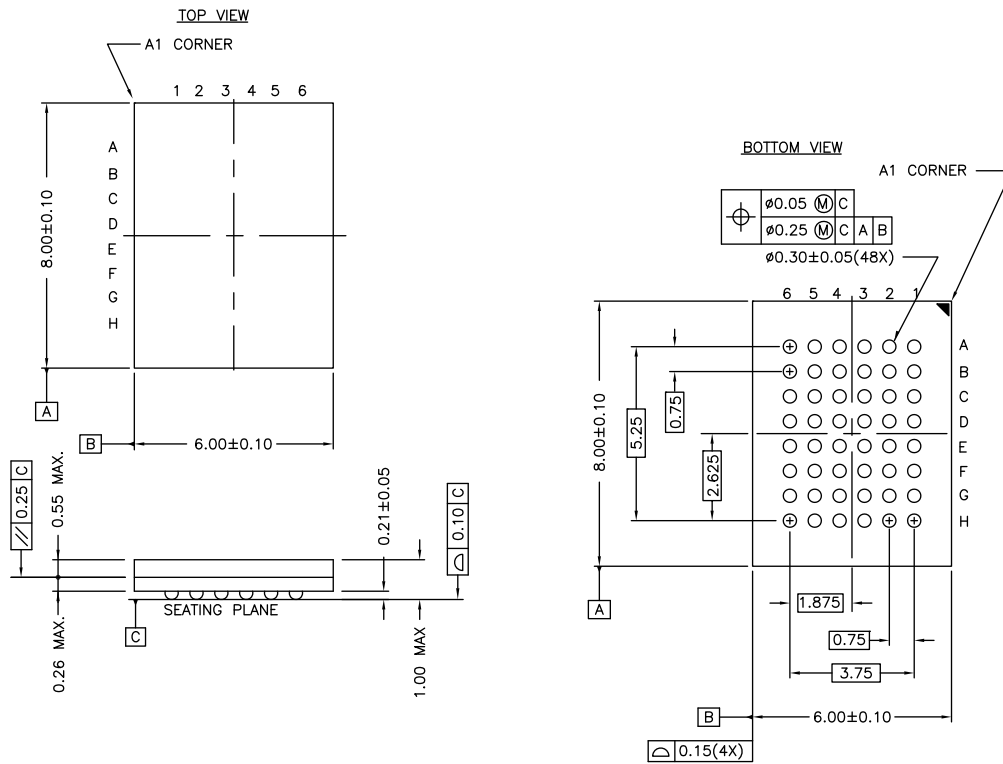 TOP VIEW
A1 CORNER
1 2 3 4 5 6
A
B
C
D
E
F
G
H
8.00±0.10
A
B
6.00±0.10
// 0.25 C
0.55 MAX.
0.26 MAX.
SEATING PLANE
C
0.21±0.05
1.00 MAX
⌓ 0.10 C
BOTTOM VIEW
A1 CORNER
⌖ ø0.05 Ⓜ C
ø0.25 Ⓜ C A B
ø0.30±0.05(48X)
6 5 4 3 2 1
A
B
C
D
E
F
G
H
8.00±0.10
5.25
0.75
2.625
A
1.875
0.75
3.75
B
6.00±0.10
⌓ 0.15(4X)